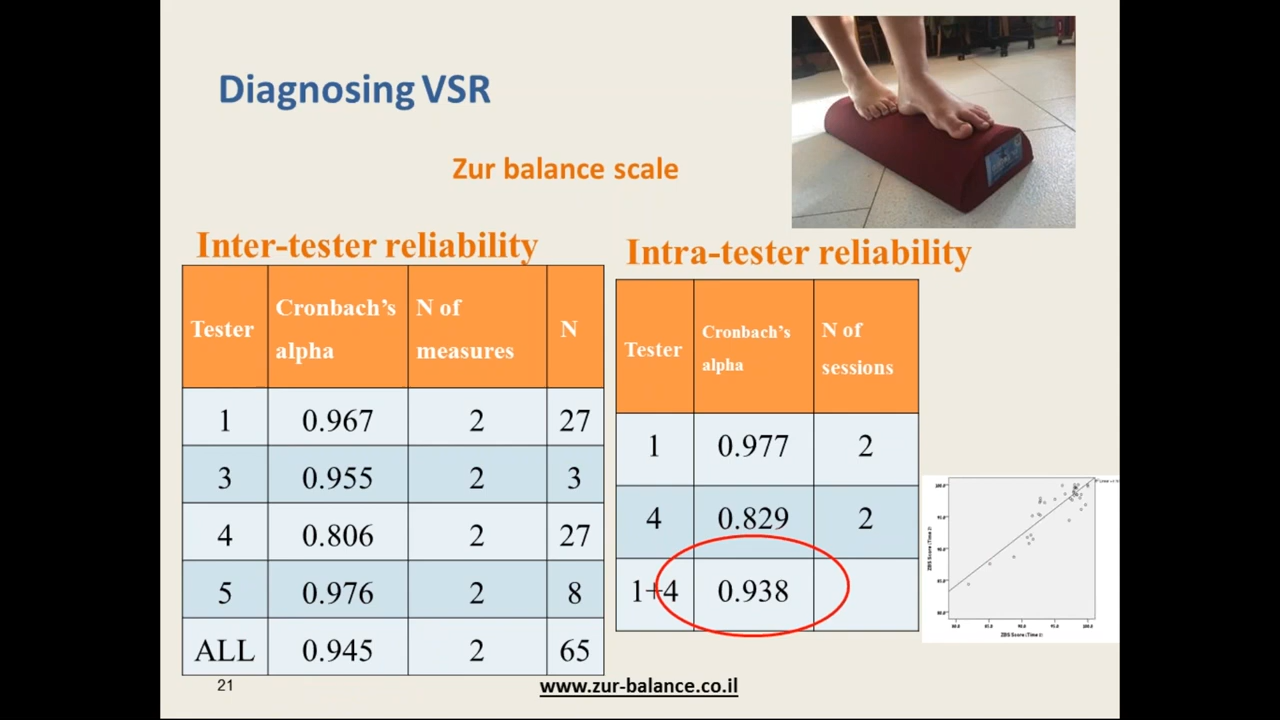 Diagnosing VSR
Zur balance scale
Inter-tester reliability
Tester Cronbach's alpha N of measures N
1 0.967 2 27
3 0.955 2 3
4 0.806 2 27
5 0.976 2 8
ALL 0.945 2 65
Intra-tester reliability
Tester Cronbach's alpha N of sessions
1 0.977 2
4 0.829 2
1+4 0.938
21
www.zur-balance.co.il